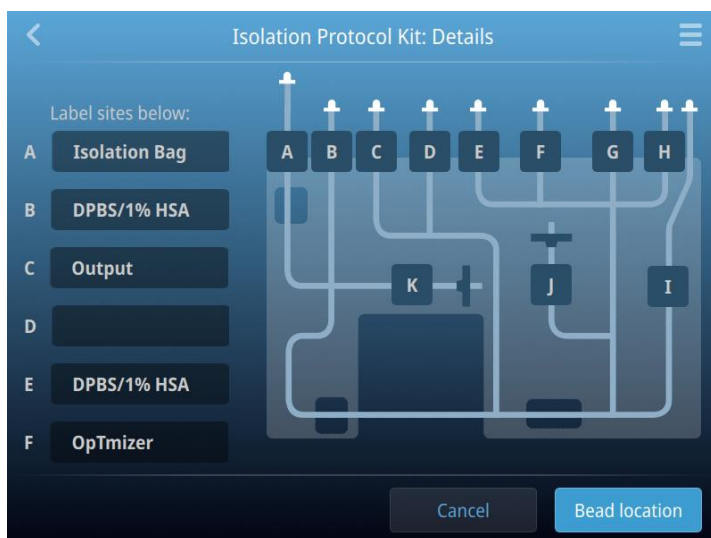 Isolation Protocol Kit: Details
Label sites below:
A Isolation Bag
B DPBS/1% HSA
C Output
D
E DPBS/1% HSA
F OpTmizer
A B C D E F G H
K J I
Cancel Bead location